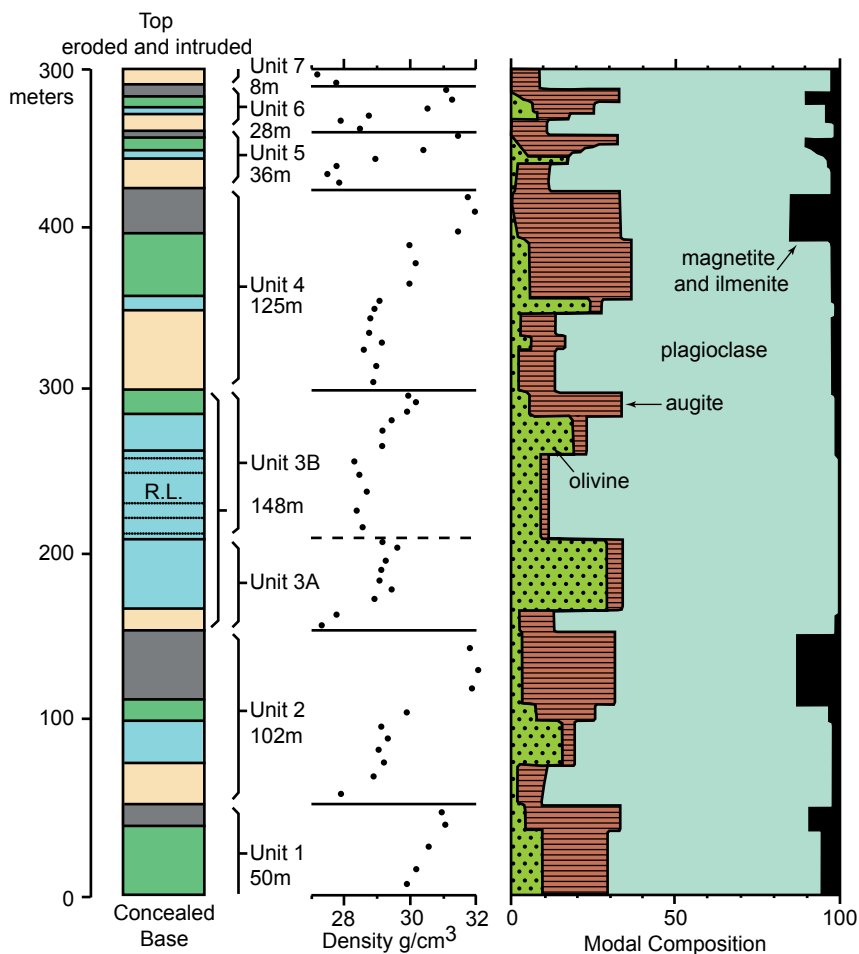 Top
eroded and intruded
300
meters
400
300
200
100
0
Concealed
Base
R.L.
Unit 7
8m
Unit 6
28m
Unit 5
36m
Unit 4
125m
Unit 3B
148m
Unit 3A
Unit 2
102m
Unit 1
50m
28
30
32
Density g/cm3
magnetite
and ilmenite
plagioclase
augite
olivine
0
50
100
Modal Composition